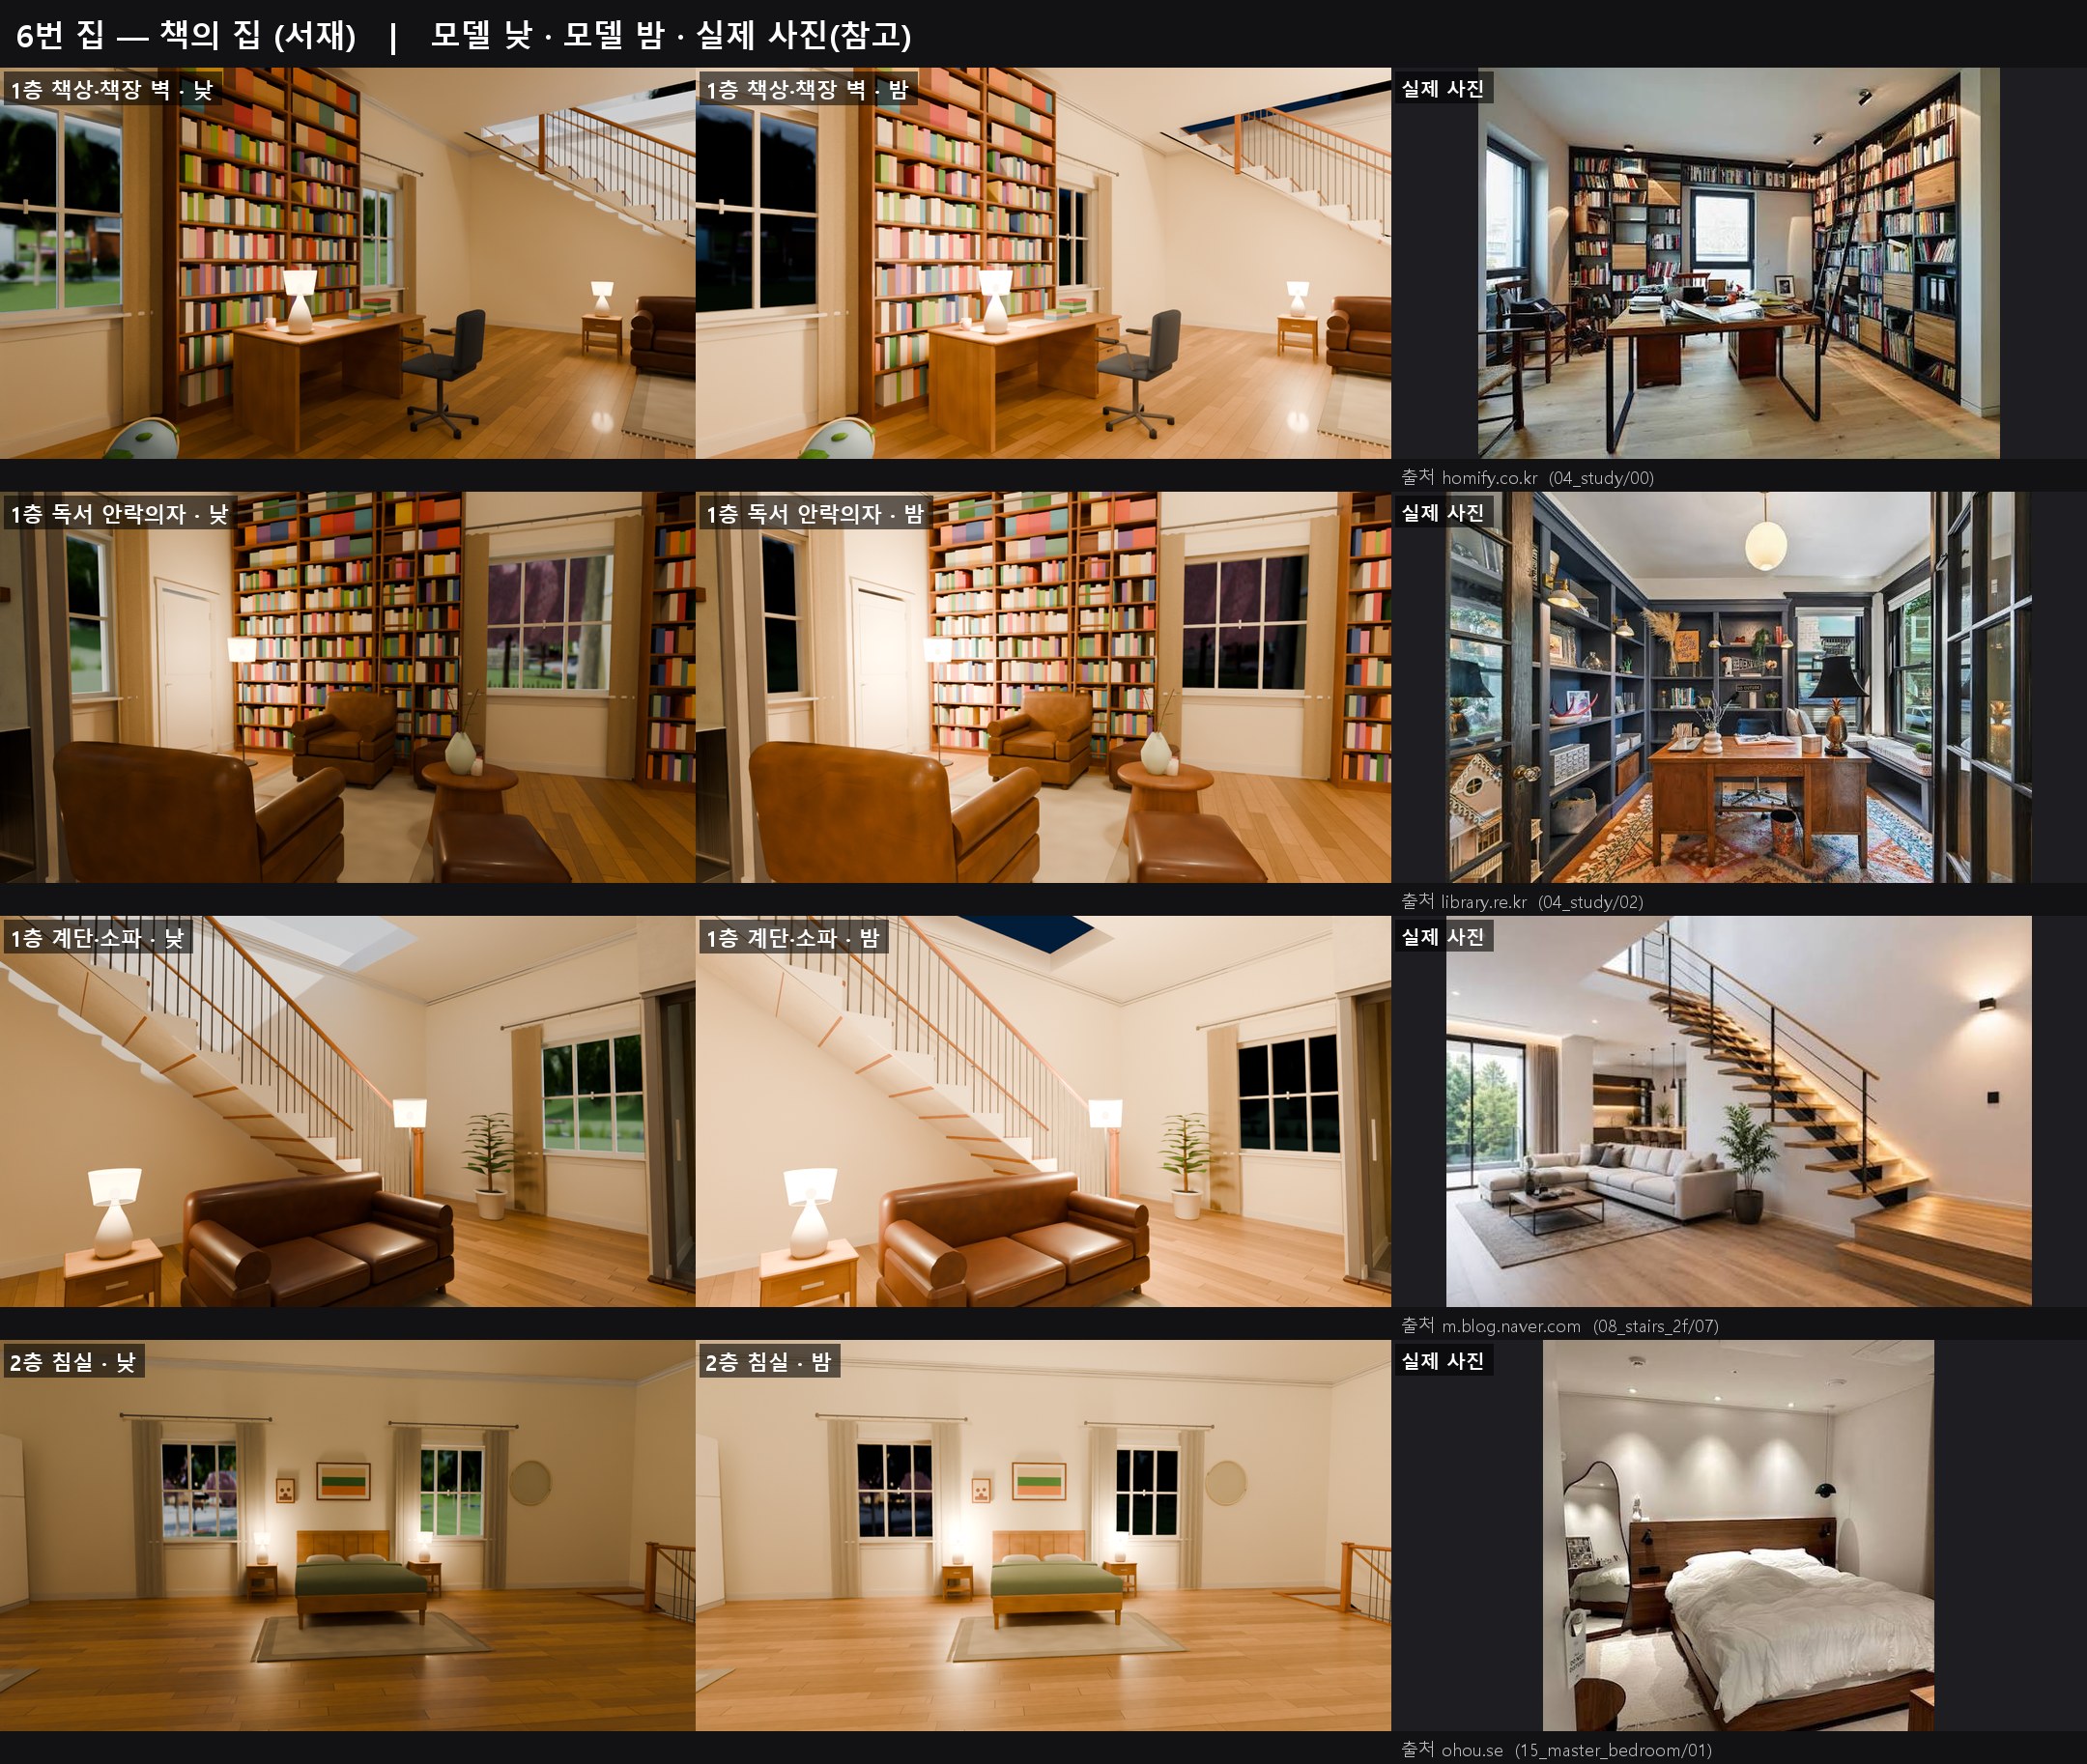 6번 집 — 책의 집 (서재) | 모델 낮 · 모델 밤 · 실제 사진(참고)
1층 책상·책장 벽 · 낮
1층 책상·책장 벽 · 밤
실제 사진
출처 homify.co.kr (04_study/00)
1층 독서 안락의자 · 낮
1층 독서 안락의자 · 밤
실제 사진
출처 library.re.kr (04_study/02)
1층 계단·소파 · 낮
1층 계단·소파 · 밤
실제 사진
출처 m.blog.naver.com (08_stairs_2f/07)
2층 침실 · 낮
2층 침실 · 밤
실제 사진
출처 ohou.se (15_master_bedroom/01)